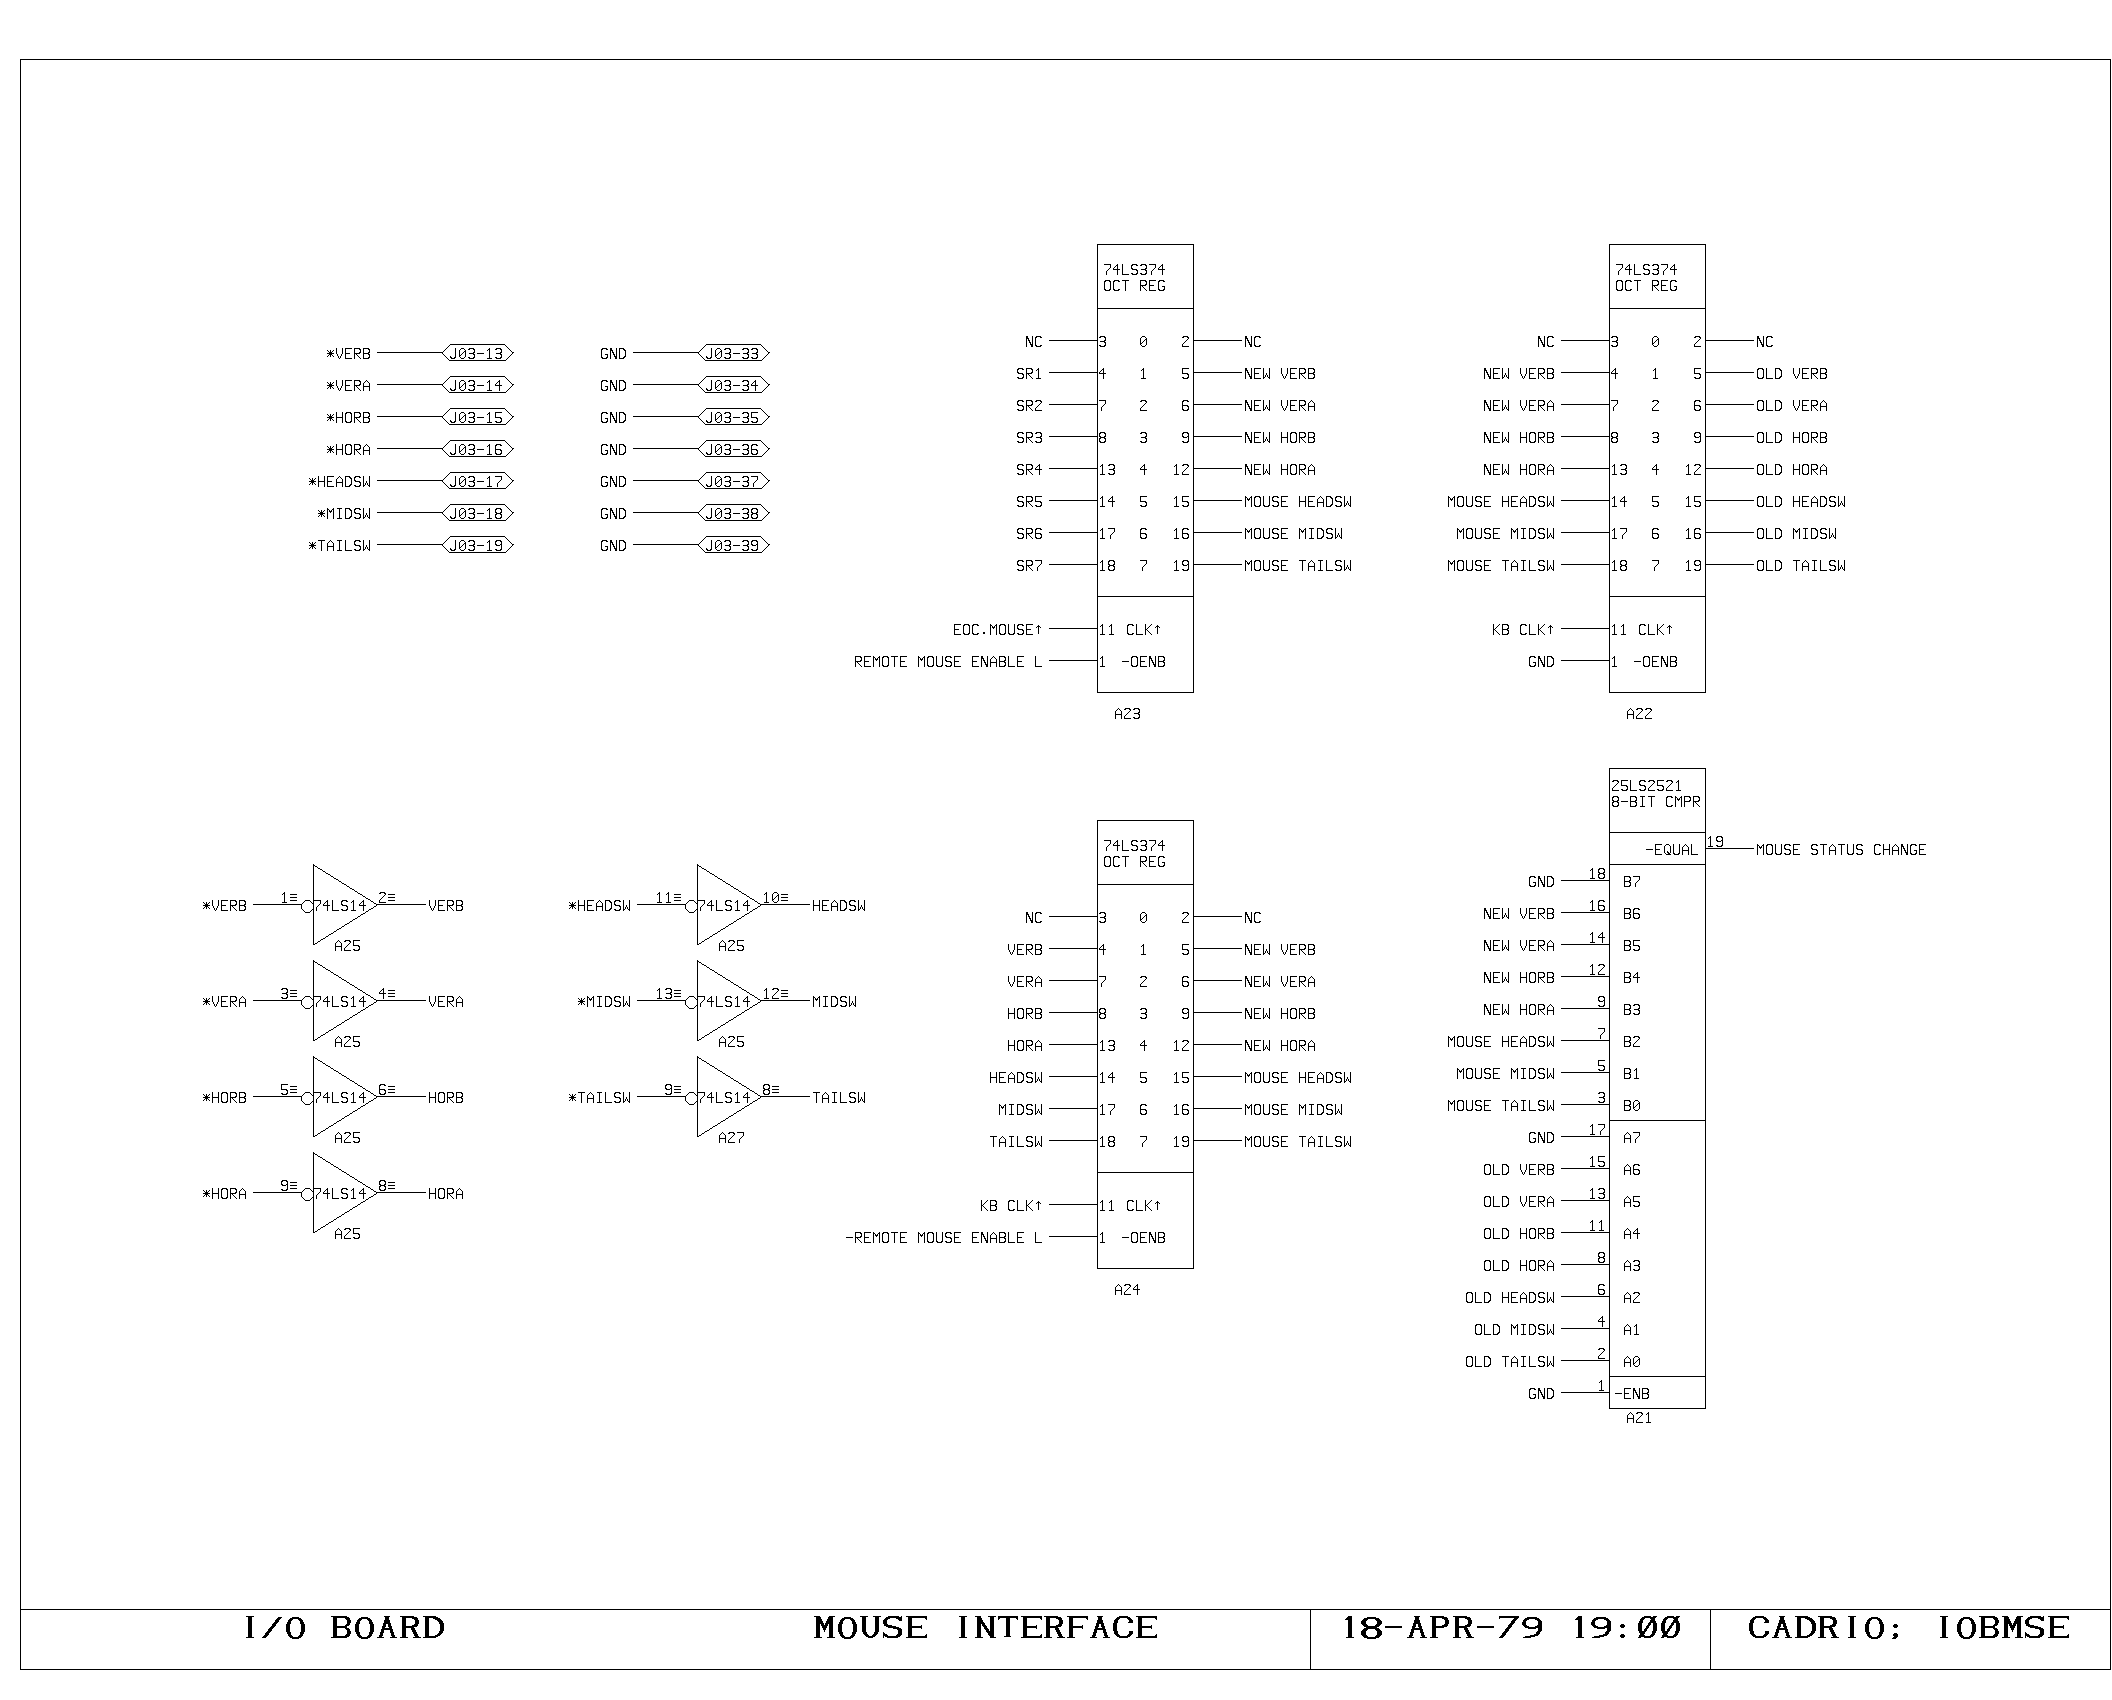 *VERB J03-13
*VERA J03-14
*HORB J03-15
*HORA J03-16
*HEADSW J03-17
*MIDSW J03-18
*TAILSW J03-19
GND J03-33
GND J03-34
GND J03-35
GND J03-36
GND J03-37
GND J03-38
GND J03-39
74LS374
OCT REG
NC 3 0 2 NC
SR1 4 1 5 NEW VERB
SR2 7 2 6 NEW VERA
SR3 8 3 9 NEW HORB
SR4 13 4 12 NEW HORA
SR5 14 5 15 MOUSE HEADSW
SR6 17 6 16 MOUSE MIDSW
SR7 18 7 19 MOUSE TAILSW
EOC.MOUSE↑ 11 CLK↑
REMOTE MOUSE ENABLE L 1 -OENB
A23
74LS374
OCT REG
NC 3 0 2 NC
NEW VERB 4 1 5 OLD VERB
NEW VERA 7 2 6 OLD VERA
NEW HORB 8 3 9 OLD HORB
NEW HORA 13 4 12 OLD HORA
MOUSE HEADSW 14 5 15 OLD HEADSW
MOUSE MIDSW 17 6 16 OLD MIDSW
MOUSE TAILSW 18 7 19 OLD TAILSW
KB CLK↑ 11 CLK↑
GND 1 -OENB
A22
*VERB 1≡ 74LS14 2≡ VERB
A25
*VERA 3≡ 74LS14 4≡ VERA
A25
*HORB 5≡ 74LS14 6≡ HORB
A25
*HORA 9≡ 74LS14 8≡ HORA
A25
*HEADSW 11≡ 74LS14 10≡ HEADSW
A25
*MIDSW 13≡ 74LS14 12≡ MIDSW
A25
*TAILSW 9≡ 74LS14 8≡ TAILSW
A27
74LS374
OCT REG
NC 3 0 2 NC
VERB 4 1 5 NEW VERB
VERA 7 2 6 NEW VERA
HORB 8 3 9 NEW HORB
HORA 13 4 12 NEW HORA
HEADSW 14 5 15 MOUSE HEADSW
MIDSW 17 6 16 MOUSE MIDSW
TAILSW 18 7 19 MOUSE TAILSW
KB CLK↑ 11 CLK↑
-REMOTE MOUSE ENABLE L 1 -OENB
A24
25LS2521
8-BIT CMPR
-EQUAL 19 MOUSE STATUS CHANGE
GND 18 B7
NEW VERB 16 B6
NEW VERA 14 B5
NEW HORB 12 B4
NEW HORA 9 B3
MOUSE HEADSW 7 B2
MOUSE MIDSW 5 B1
MOUSE TAILSW 3 B0
GND 17 A7
OLD VERB 15 A6
OLD VERA 13 A5
OLD HORB 11 A4
OLD HORA 8 A3
OLD HEADSW 6 A2
OLD MIDSW 4 A1
OLD TAILSW 2 A0
GND 1 -ENB
A21
I/O BOARD MOUSE INTERFACE 18-APR-79 19:00 CADRIO; IOBMSE